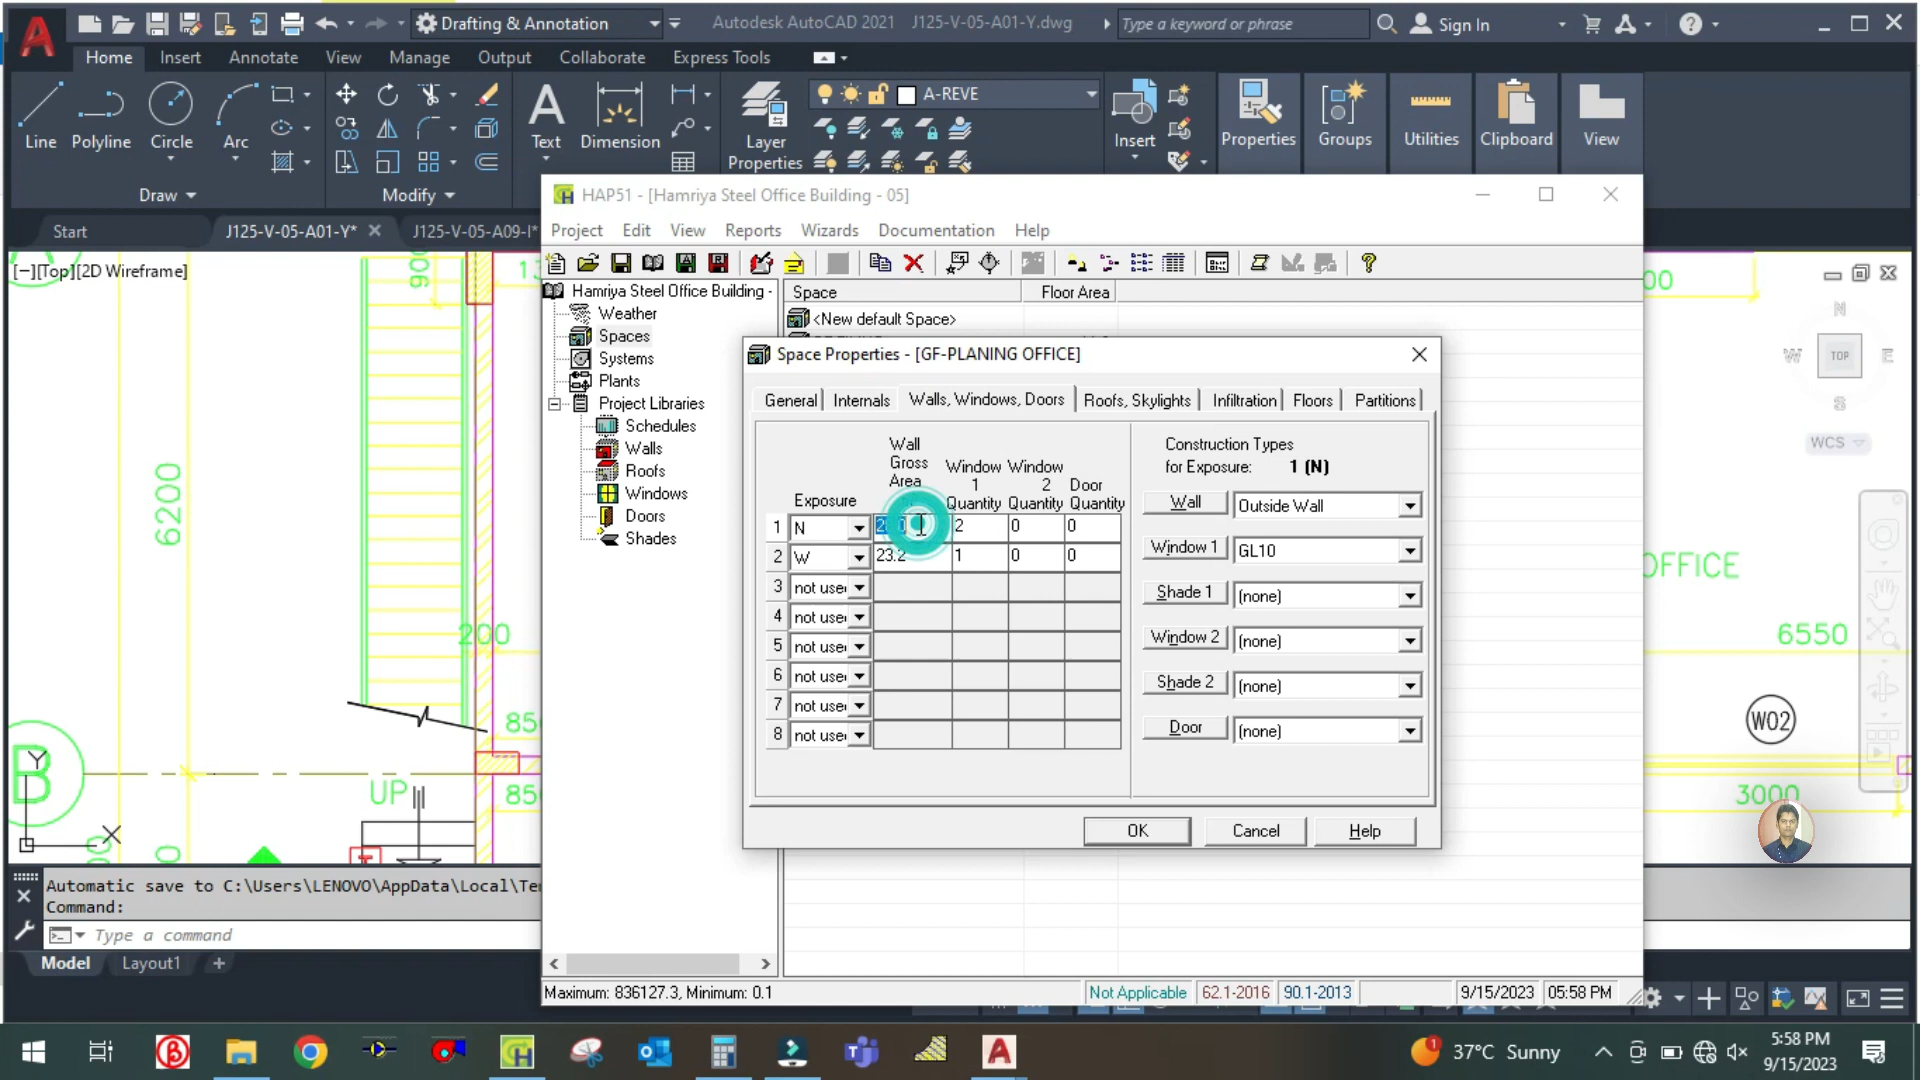 Drafting & Annotation
Autodesk AutoCAD 2021 J125-V-05-A01-Y.dwg
Type a keyword or phrase
Sign In
Home Insert Annotate View Manage Output Collaborate Express Tools
A-REVE
Line Polyline Circle Arc Text Dimension Layer Properties Insert Properties Groups Utilities Clipboard View
Draw Modify
Start J125-V-05-A01-Y* J125-V-05-A09-I*
[−][Top][2D Wireframe]
HAP51 - [Hamriya Steel Office Building - 05]
Project Edit View Reports Wizards Documentation Help
Hamriya Steel Office Building -
Weather
Spaces
Systems
Plants
Project Libraries
Schedules
Walls
Roofs
Windows
Doors
Shades
Space Floor Area
<New default Space>
Space Properties - [GF-PLANING OFFICE]
General Internals Walls, Windows, Doors Roofs, Skylights Infiltration Floors Partitions
Exposure
Wall Gross Area
Window 1 Quantity
Window 2 Quantity
Door Quantity
1 N 2 0 0
2 W 23.2 1 0 0
3 not use
4 not use
5 not use
6 not use
7 not use
8 not use
Construction Types
for Exposure: 1 (N)
Wall Outside Wall
Window 1 GL10
Shade 1 (none)
Window 2 (none)
Shade 2 (none)
Door (none)
OK Cancel Help
900
6200
200
850
850
UP
B
Y
X
OFFICE
6550
W02
3000
N
W TOP E
S
WCS
Automatic save to C:\Users\LENOVO\AppData\Local\Te
Command:
Type a command
Model Layout1 +
Maximum: 836127.3, Minimum: 0.1
Not Applicable 62.1-2016 90.1-2013 9/15/2023 05:58 PM
37°C Sunny
5:58 PM
9/15/2023